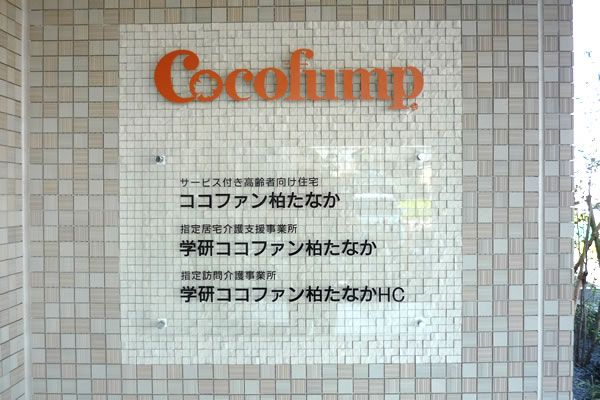 Cocofump
サービス付き高齢者向け住宅
ココファン柏たなか
指定居宅介護支援事業所
学研ココファン柏たなか
指定訪問介護事業所
学研ココファン柏たなかHC